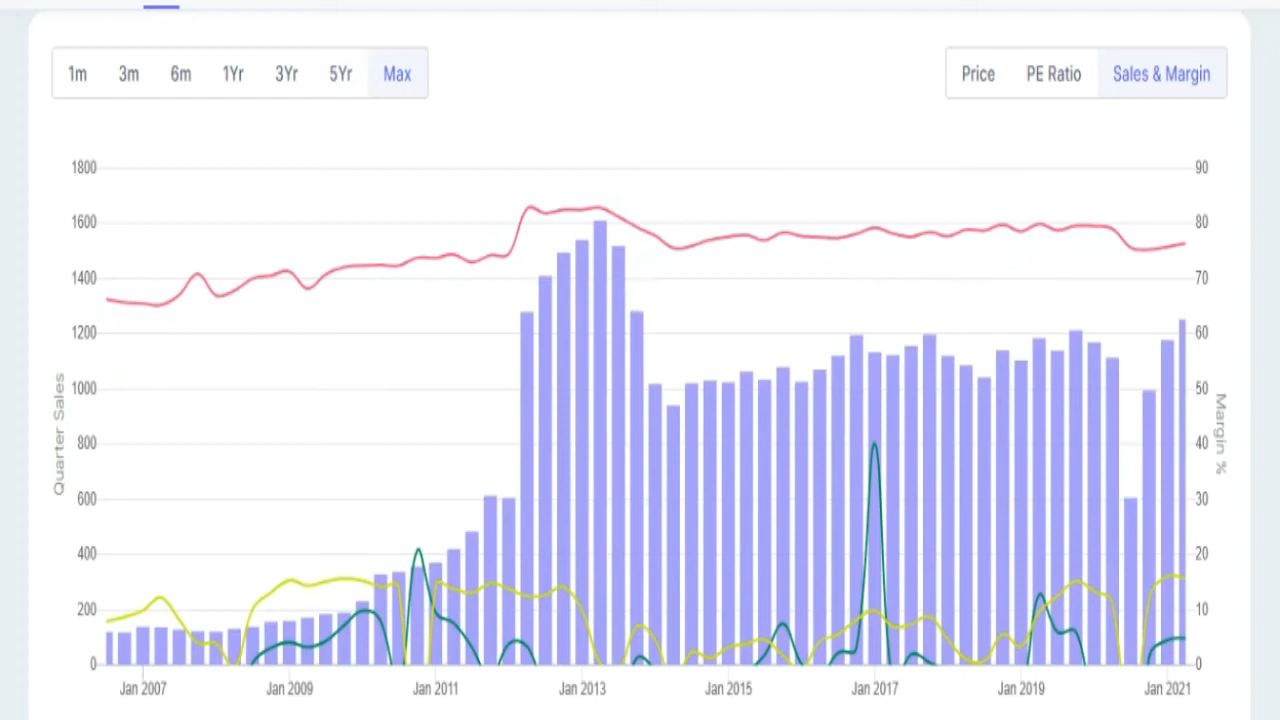 1m 3m 6m 1Yr 3Yr 5Yr Max Price PE Ratio Sales & Margin
1800 90
1600 80
1400 70
1200 60
1000 50
800 40
600 30
400 20
200 10
0 0
Quarter Sales
Margin %
Jan 2007 Jan 2009 Jan 2011 Jan 2013 Jan 2015 Jan 2017 Jan 2019 Jan 2021